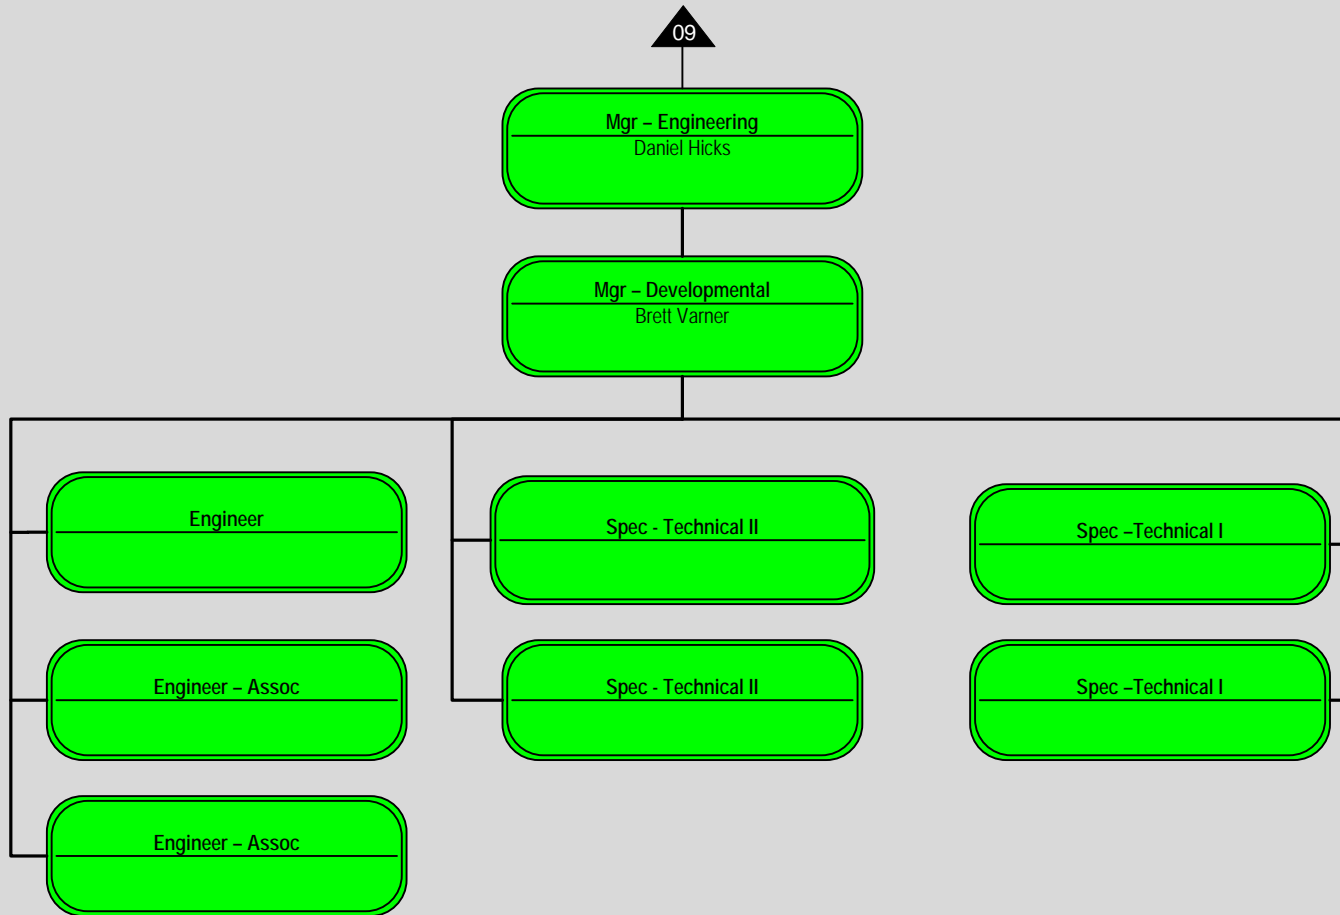 09
Mgr – Engineering
Daniel Hicks
Mgr – Developmental
Brett Varner
Engineer
Spec - Technical II
Spec –Technical I
Engineer – Assoc
Spec - Technical II
Spec –Technical I
Engineer – Assoc